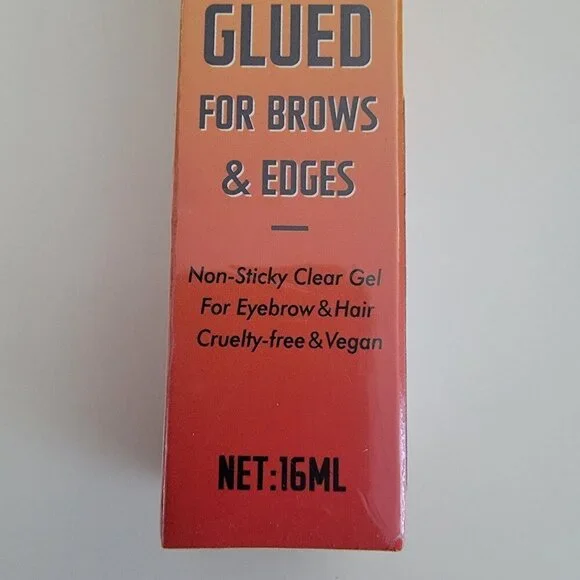 GLUED
FOR BROWS
& EDGES
Non-Sticky Clear Gel
For Eyebrow & Hair
Cruelty-free & Vegan
NET:16ML